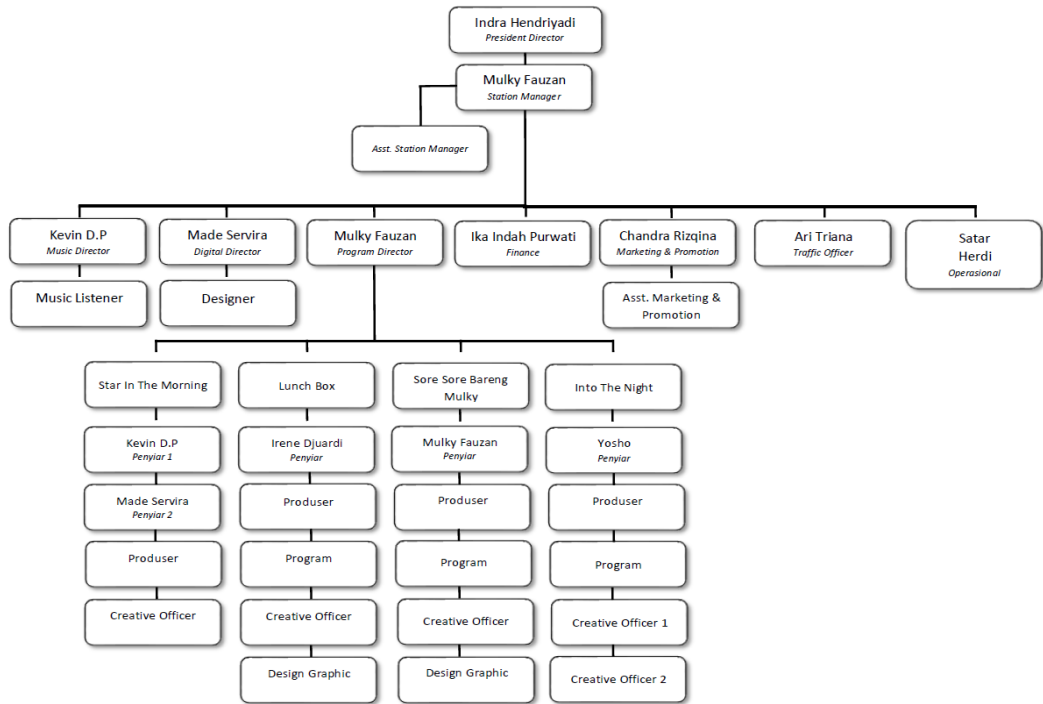 Indra Hendriyadi
President Director
Mulky Fauzan
Station Manager
Asst. Station Manager
Kevin D.P
Music Director
Made Servira
Digital Director
Mulky Fauzan
Program Director
Ika Indah Purwati
Finance
Chandra Rizqina
Marketing & Promotion
Ari Triana
Traffic Officer
Satar
Herdi
Operasional
Music Listener
Designer
Asst. Marketing &
Promotion
Star In The Morning
Lunch Box
Sore Sore Bareng
Mulky
Into The Night
Kevin D.P
Penyiar 1
Irene Djuardi
Penyiar
Mulky Fauzan
Penyiar
Yosho
Penyiar
Made Servira
Penyiar 2
Produser
Produser
Produser
Produser
Program
Program
Program
Creative Officer
Creative Officer
Creative Officer
Creative Officer 1
Design Graphic
Design Graphic
Creative Officer 2